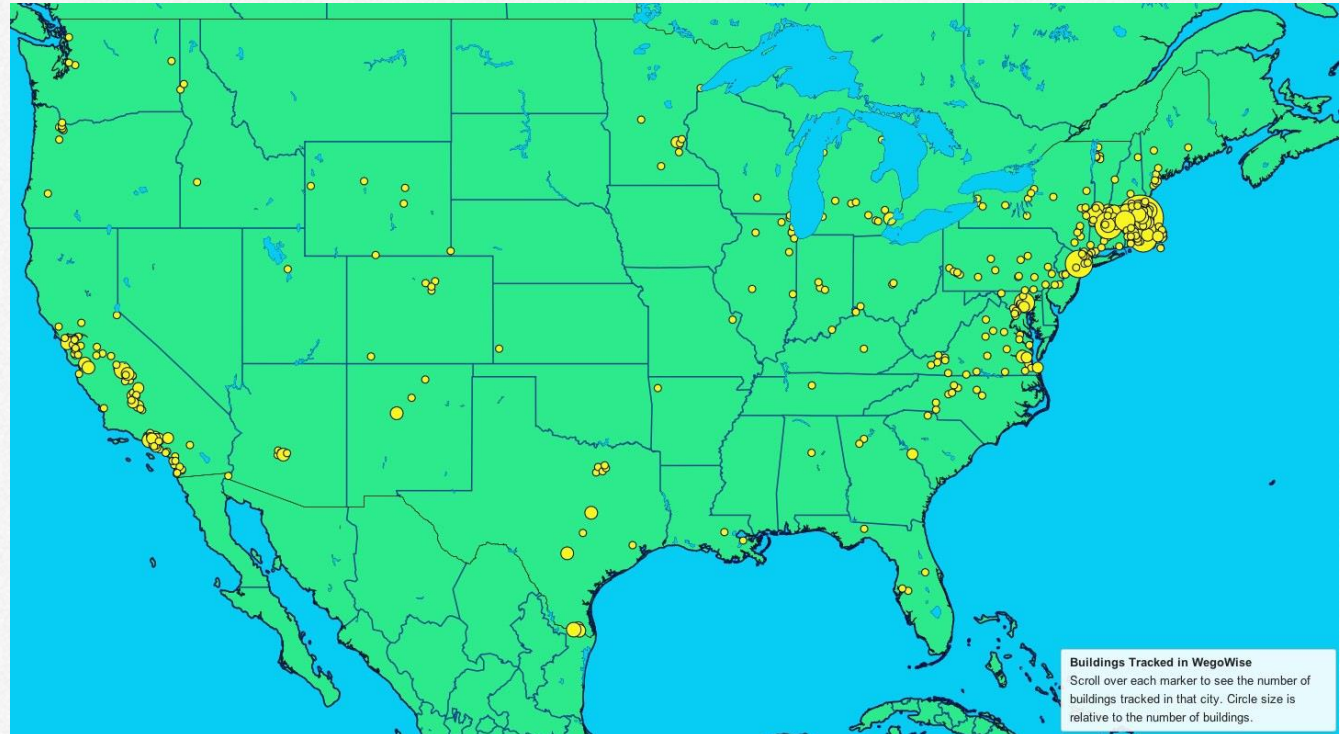 Buildings Tracked in WegoWise
Scroll over each marker to see the number of
buildings tracked in that city. Circle size is
relative to the number of buildings.